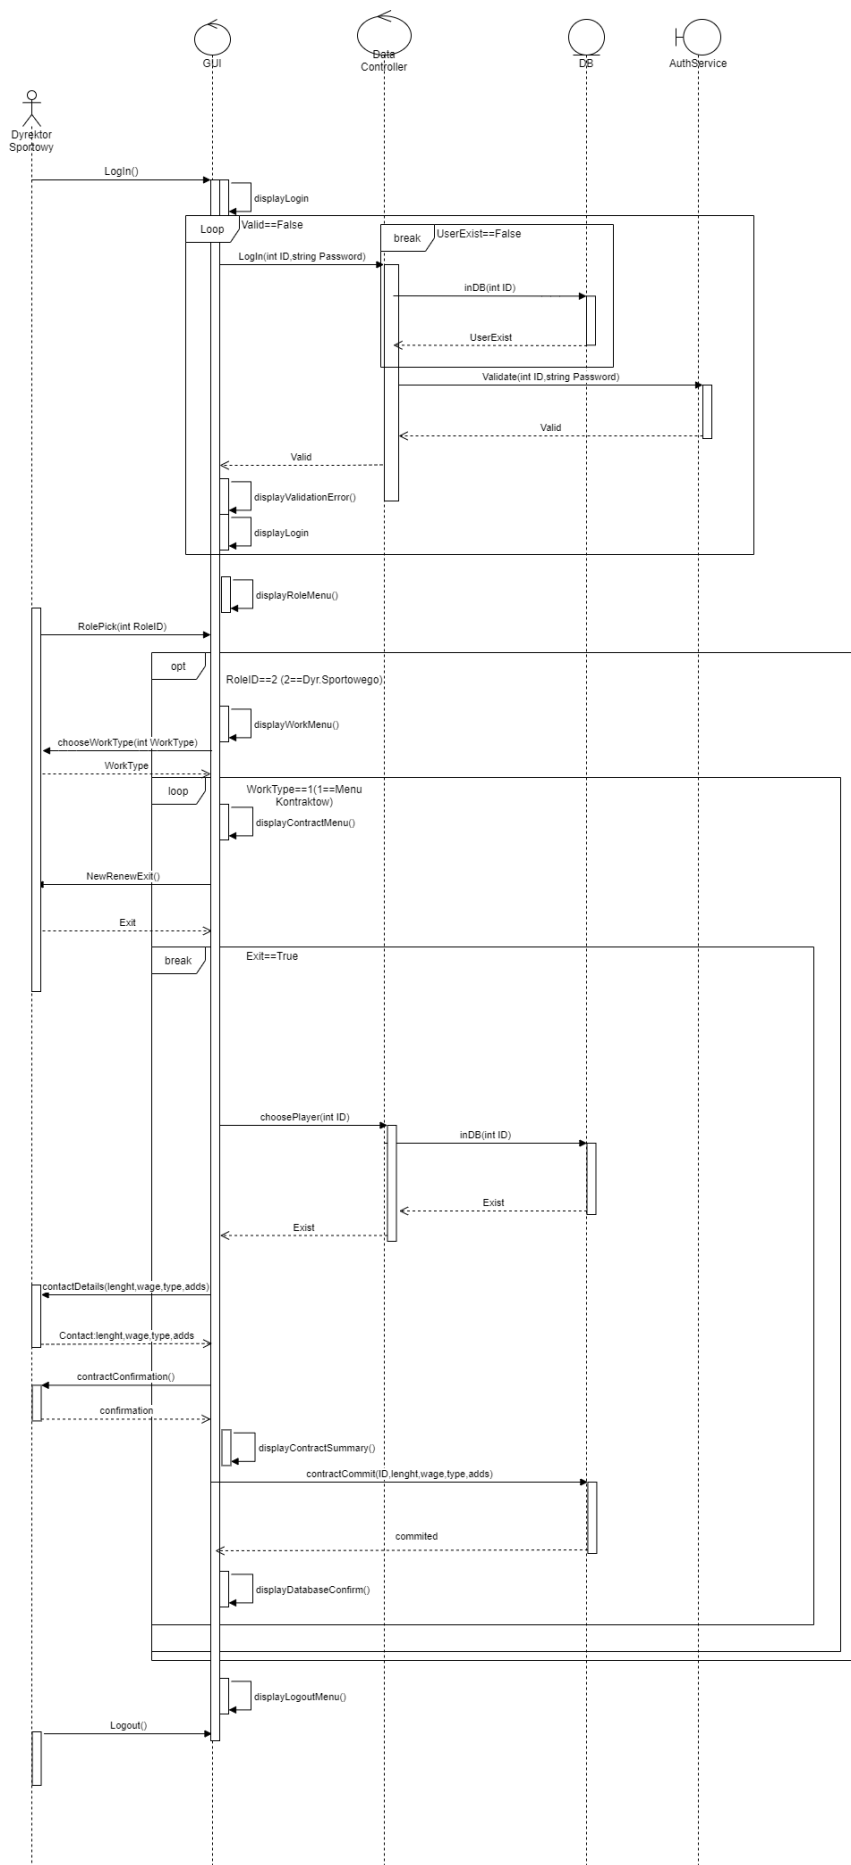 GUI
Data
Controller
DB
AuthService
Dyrektor
Sportowy
LogIn()
displayLogin
Loop
Valid==False
break
UserExist==False
LogIn(int ID,string Password)
inDB(int ID)
UserExist
Validate(int ID,string Password)
Valid
Valid
displayValidationError()
displayLogin
displayRoleMenu()
RolePick(int RoleID)
opt
RoleID==2 (2==Dyr.Sportowego)
displayWorkMenu()
chooseWorkType(int WorkType)
WorkType
loop
WorkType==1(1==Menu
Kontraktow)
displayContractMenu()
NewRenewExit()
Exit
break
Exit==True
choosePlayer(int ID)
inDB(int ID)
Exist
Exist
contactDetails(lenght,wage,type,adds)
Contact:lenght,wage,type,adds
contractConfirmation()
confirmation
displayContractSummary()
contractCommit(ID,lenght,wage,type,adds)
commited
displayDatabaseConfirm()
displayLogoutMenu()
Logout()